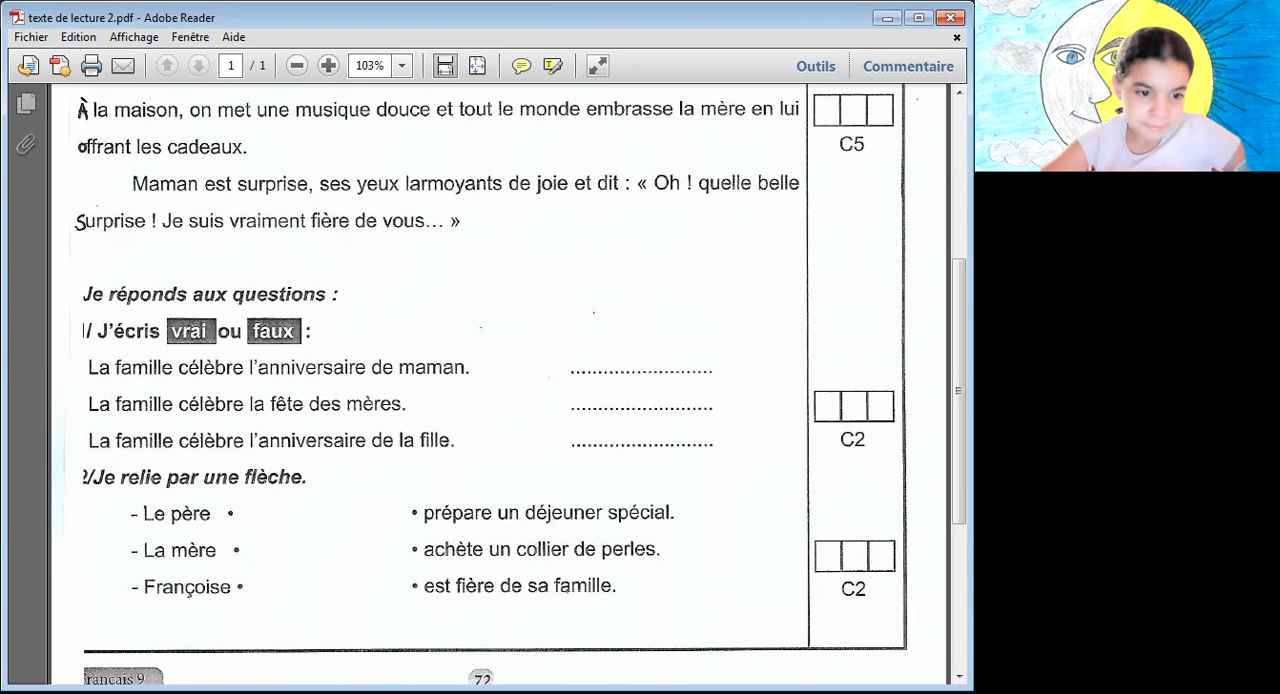 texte de lecture 2.pdf - Adobe Reader
Fichier Edition Affichage Fenêtre Aide
1 / 1 103% Outils Commentaire
À la maison, on met une musique douce et tout le monde embrasse la mère en lui
offrant les cadeaux.
C5
Maman est surprise, ses yeux larmoyants de joie et dit : « Oh ! quelle belle
Surprise ! Je suis vraiment fière de vous... »
Je réponds aux questions :
1/ J'écris vrai ou faux :
La famille célèbre l'anniversaire de maman. ..........................
La famille célèbre la fête des mères. ..........................
La famille célèbre l'anniversaire de la fille. ..........................
C2
2/Je relie par une flèche.
- Le père • • prépare un déjeuner spécial.
- La mère • • achète un collier de perles.
- Françoise • • est fière de sa famille.
C2
rançais 9 72